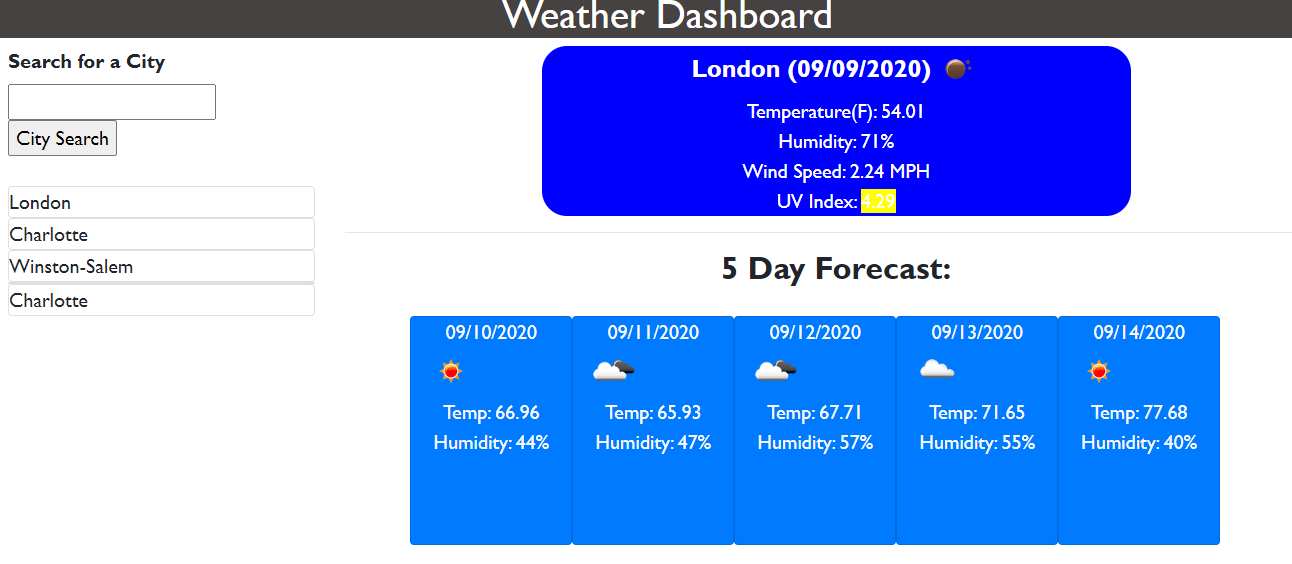 Weather Dashboard
Search for a City
City Search
London
Charlotte
Winston-Salem
Charlotte
London (09/09/2020)
Temperature(F): 54.01
Humidity: 71%
Wind Speed: 2.24 MPH
UV Index: 4.29
5 Day Forecast:
09/10/2020
Temp: 66.96
Humidity: 44%
09/11/2020
Temp: 65.93
Humidity: 47%
09/12/2020
Temp: 67.71
Humidity: 57%
09/13/2020
Temp: 71.65
Humidity: 55%
09/14/2020
Temp: 77.68
Humidity: 40%